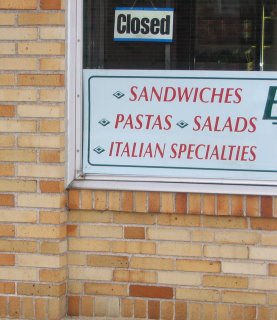 Closed
SANDWICHES
PASTAS SALADS
ITALIAN SPECIALTIES